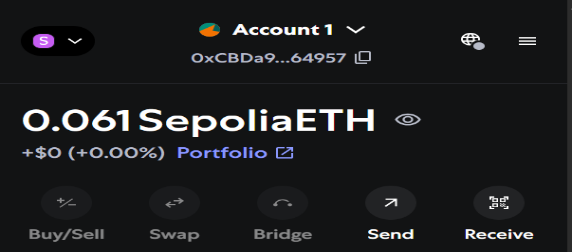 S
Account 1
0xCBDa9...64957
0.061 SepoliaETH
+$0 (+0.00%) Portfolio
Buy/Sell Swap Bridge Send Receive